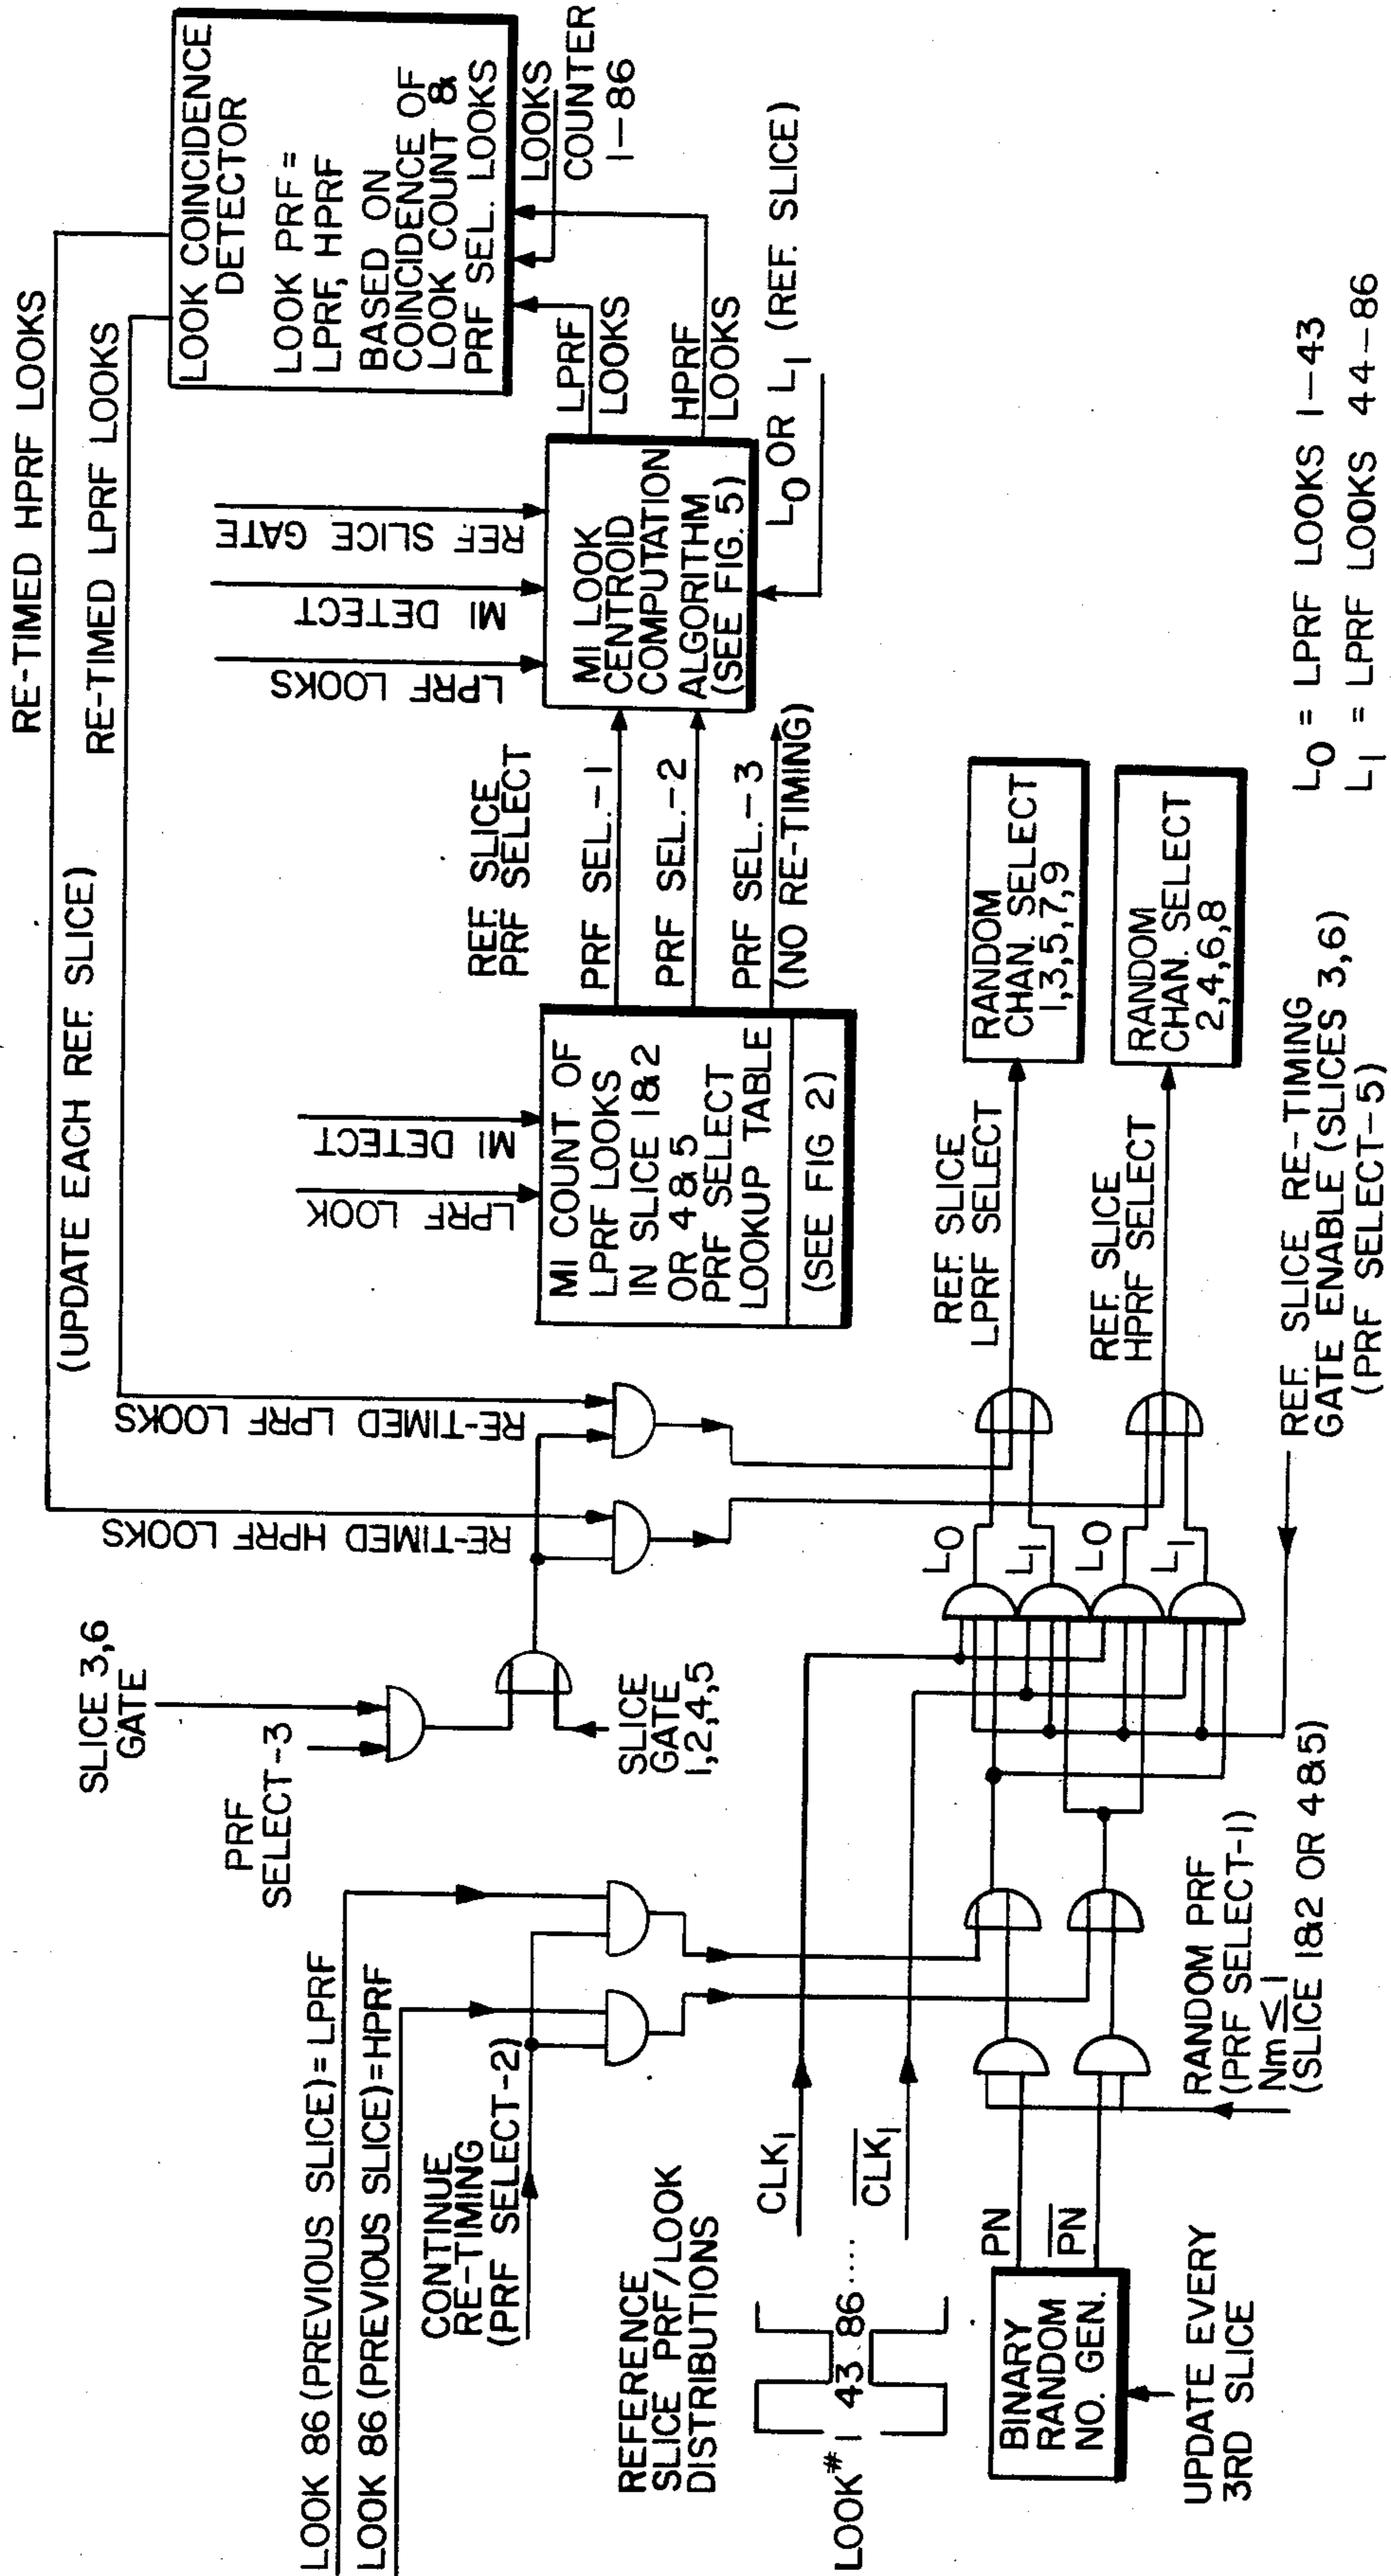 RE-TIMED HPRF LOOKS
(UPDATE EACH REF. SLICE)
RE-TIMED LPRF LOOKS
LOOK COINCIDENCE
DETECTOR
LOOK PRF =
LPRF, HPRF
BASED ON
COINCIDENCE OF
LOOK COUNT &
PRF SEL. LOOKS
LOOKS
COUNTER
1-86
LPRF
LOOKS
HPRF
LOOKS
L0 OR L1 (REF. SLICE)
REF SLICE GATE
MI DETECT
LPRF LOOKS
MI LOOK
CENTROID
COMPUTATION
ALGORITHM
(SEE FIG. 5)
REF. SLICE
PRF SELECT
PRF SEL.-1
PRF SEL.-2
PRF SEL.-3
(NO RE-TIMING)
MI DETECT
LPRF LOOK
MI COUNT OF
LPRF LOOKS
IN SLICE 1&2
OR 4&5
PRF SELECT
LOOKUP TABLE
(SEE FIG 2)
RE-TIMED LPRF LOOKS
RE-TIMED HPRF LOOKS
SLICE 3,6
GATE
PRF
SELECT-3
SLICE
GATE
1,2,4,5
LOOK 86 (PREVIOUS SLICE)= LPRF
LOOK 86 (PREVIOUS SLICE)=HPRF
CONTINUE
RE-TIMING
(PRF SELECT-2)
REFERENCE
SLICE PRF/LOOK
DISTRIBUTIONS
LOOK# 1 43 86.....
CLK1
C̅L̅K̅1
BINARY
RANDOM
NO. GEN.
PN
P̅N̅
UPDATE EVERY
3RD SLICE
RANDOM PRF
(PRF SELECT-1)
Nm≤1
(SLICE 1&2 OR 4&5)
L0
L1
L0
L1
REF. SLICE
LPRF SELECT
REF. SLICE
HPRF SELECT
RANDOM
CHAN. SELECT
1,3,5,7,9
RANDOM
CHAN. SELECT
2,4,6,8
REF. SLICE RE-TIMING
GATE ENABLE (SLICES 3,6)
(PRF SELECT-5)
L0 = LPRF LOOKS 1-43
L1 = LPRF LOOKS 44-86